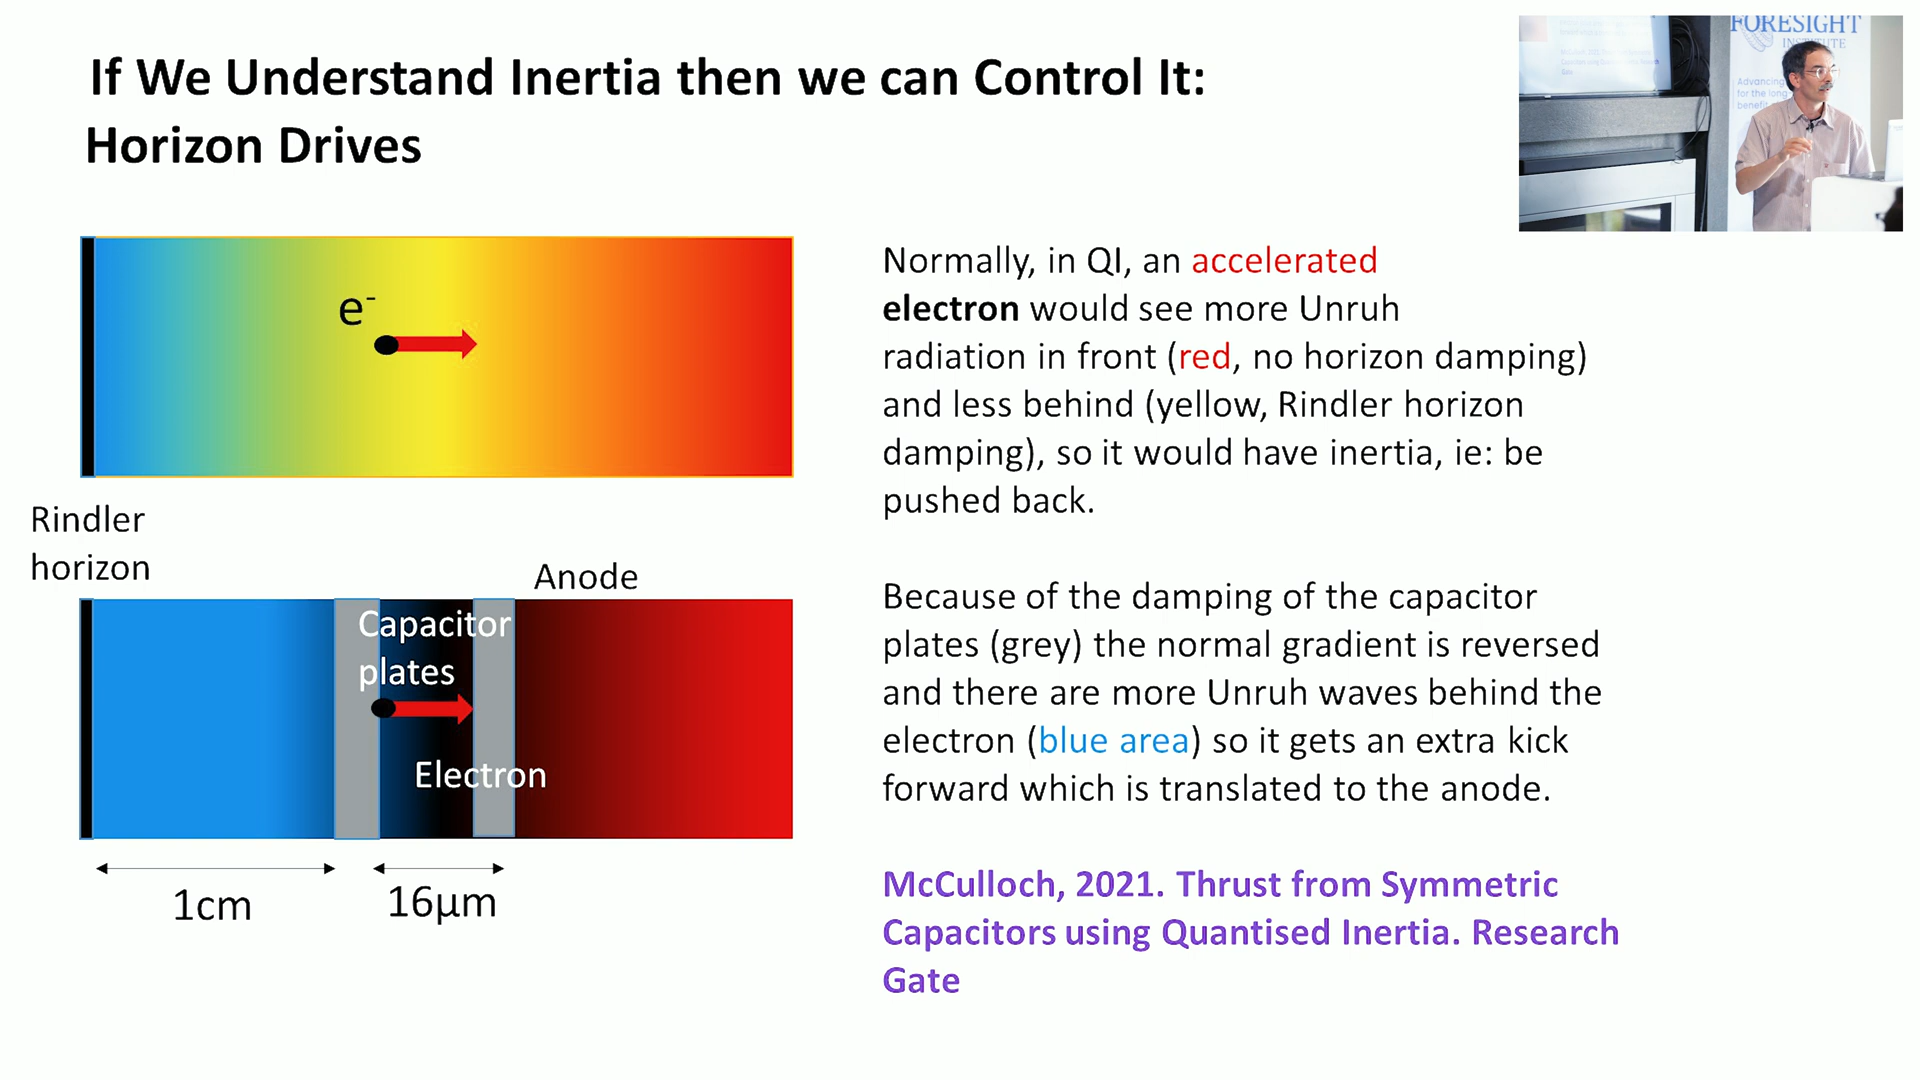 If We Understand Inertia then we can Control It:
Horizon Drives
FORESIGHT
INSTITUTE
Advancing
for the long
benefit
e-
Normally, in QI, an accelerated
electron would see more Unruh
radiation in front (red, no horizon damping)
and less behind (yellow, Rindler horizon
damping), so it would have inertia, ie: be
pushed back.
Rindler
horizon
Anode
Capacitor
plates
Electron
1cm
16μm
Because of the damping of the capacitor
plates (grey) the normal gradient is reversed
and there are more Unruh waves behind the
electron (blue area) so it gets an extra kick
forward which is translated to the anode.
McCulloch, 2021. Thrust from Symmetric
Capacitors using Quantised Inertia. Research
Gate